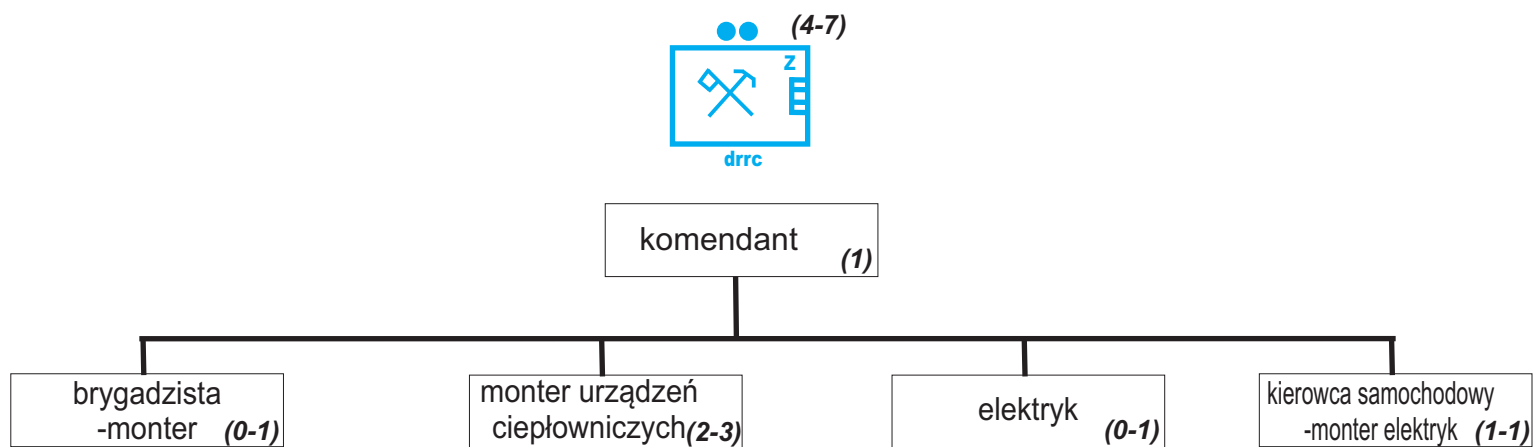 (4-7)
z
drrc
komendant
(1)
brygadzista
-monter (0-1)
monter urządzeń
ciepłowniczych(2-3)
elektryk
(0-1)
kierowca samochodowy
-monter elektryk (1-1)